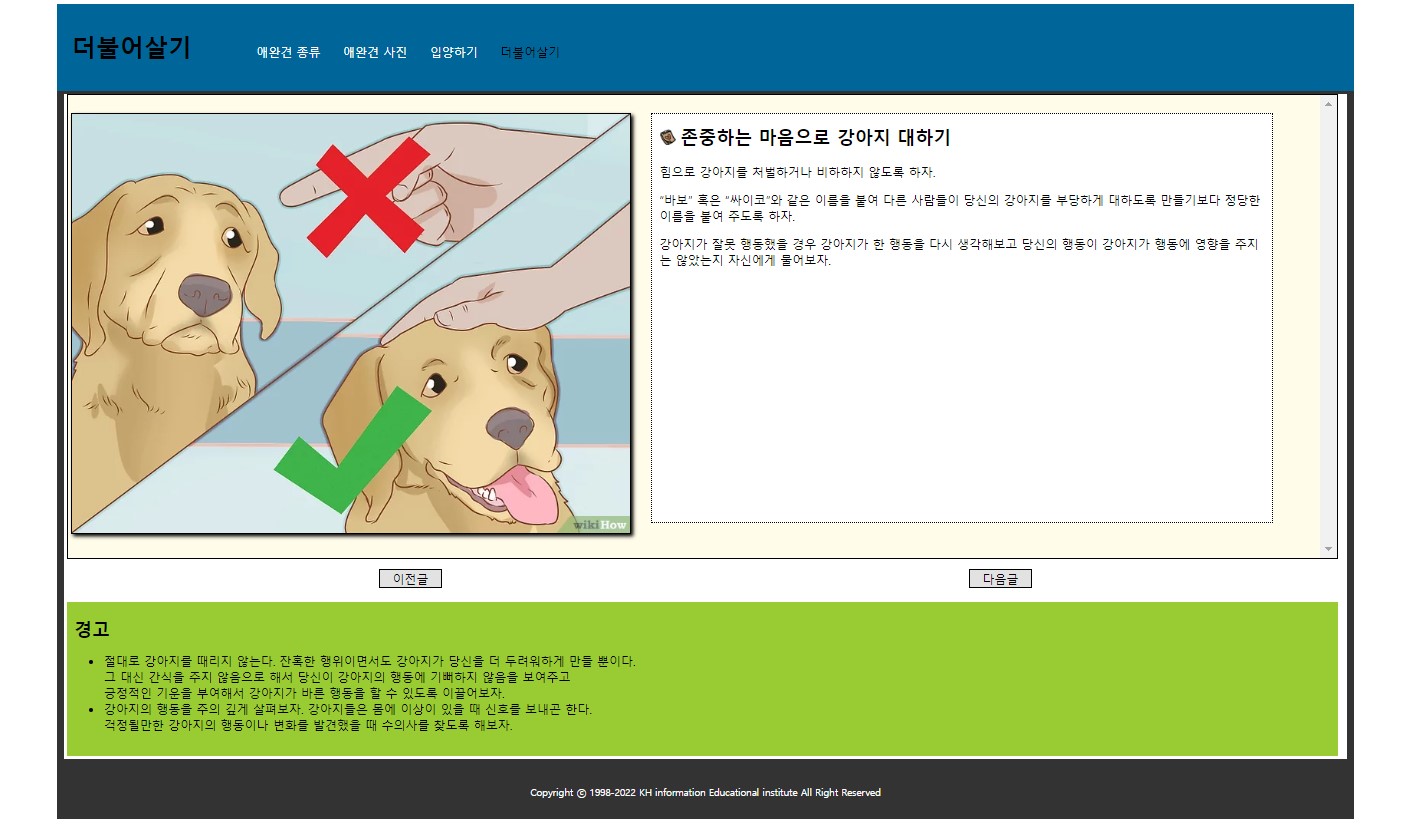 더불어살기
애완견 종류 애완견 사진 입양하기 더불어살기
존중하는 마음으로 강아지 대하기
힘으로 강아지를 처벌하거나 비하하지 않도록 하자.
“바보” 혹은 “싸이코”와 같은 이름을 붙여 다른 사람들이 당신의 강아지를 부당하게 대하도록 만들기보다 정당한
이름을 붙여 주도록 하자.
강아지가 잘못 행동했을 경우 강아지가 한 행동을 다시 생각해보고 당신의 행동이 강아지가 행동에 영향을 주지
는 않았는지 자신에게 물어보자.
wikiHow
이전글
다음글
경고
절대로 강아지를 때리지 않는다. 잔혹한 행위이면서도 강아지가 당신을 더 두려워하게 만들 뿐이다.
그 대신 간식을 주지 않음으로 해서 당신이 강아지의 행동에 기뻐하지 않음을 보여주고
긍정적인 기운을 부여해서 강아지가 바른 행동을 할 수 있도록 이끌어보자.
강아지의 행동을 주의 깊게 살펴보자. 강아지들은 몸에 이상이 있을 때 신호를 보내곤 한다.
걱정될만한 강아지의 행동이나 변화를 발견했을 때 수의사를 찾도록 해보자.
Copyright ⓒ 1998-2022 KH information Educational institute All Right Reserved